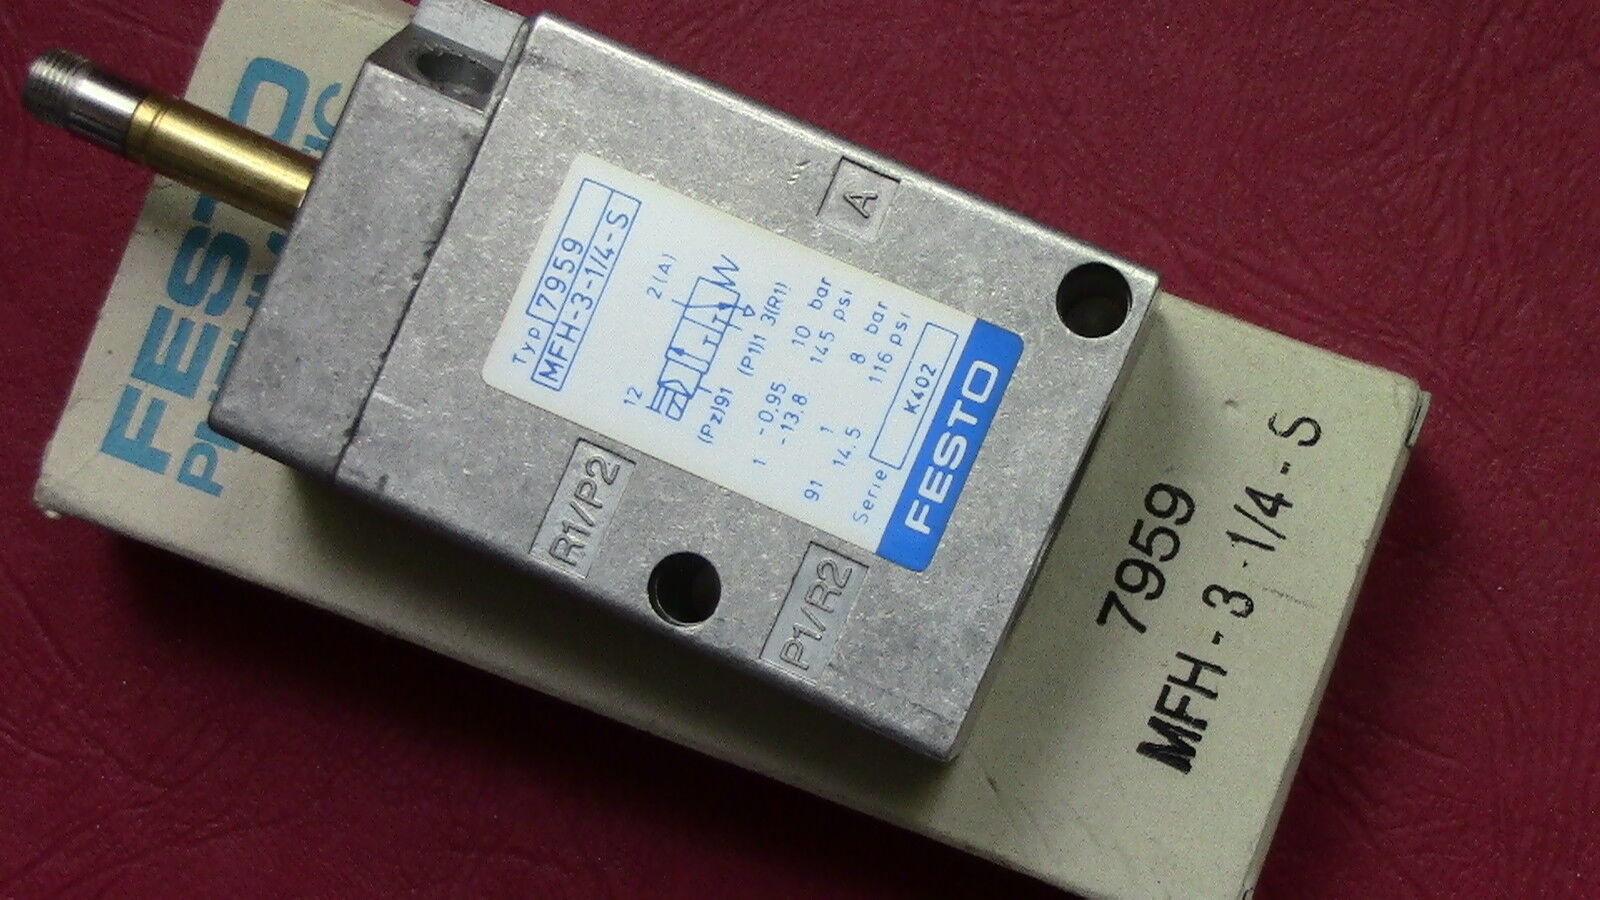 Typ 7959
MFH-3-1/4-S
12
2(A)
(Pz)91
(P1)1 3(R1)
1 -0.95 10 bar
-13.8 145 psi
91 1 8 bar
14.5 116 psi
Serie K402
FESTO
A
R1/P2
P1/R2
7959
MFH-3-1/4-S
FESTO